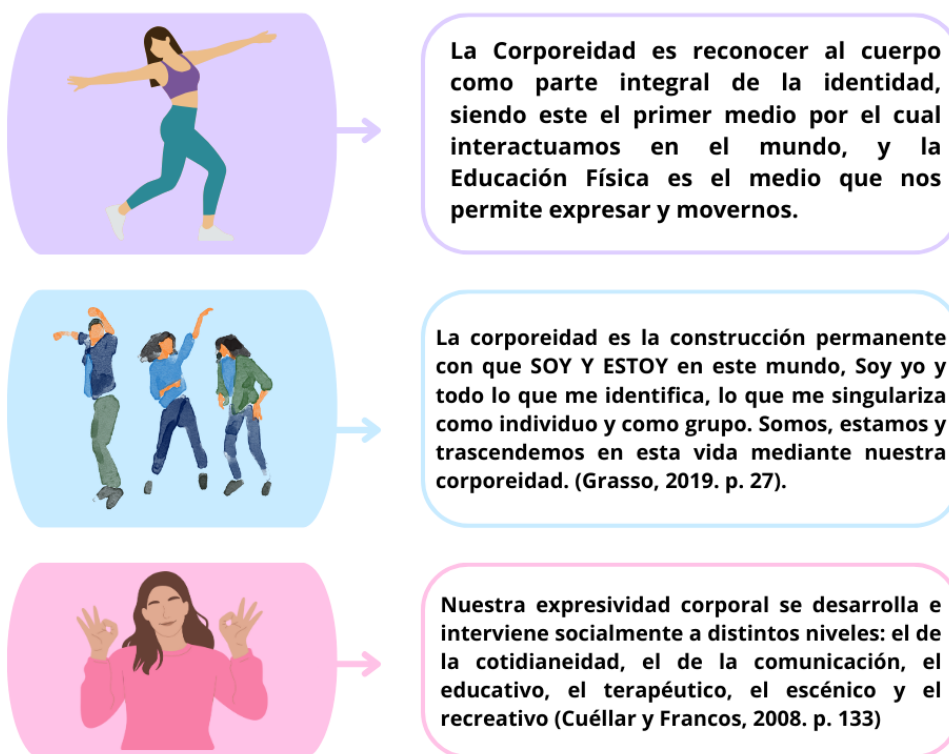 La Corporeidad es reconocer al cuerpo
como parte integral de la identidad,
siendo este el primer medio por el cual
interactuamos en el mundo, y la
Educación Física es el medio que nos
permite expresar y movernos.
La corporeidad es la construcción permanente
con que SOY Y ESTOY en este mundo, Soy yo y
todo lo que me identifica, lo que me singulariza
como individuo y como grupo. Somos, estamos y
trascendemos en esta vida mediante nuestra
corporeidad. (Grasso, 2019. p. 27).
Nuestra expresividad corporal se desarrolla e
interviene socialmente a distintos niveles: el de
la cotidianeidad, el de la comunicación, el
educativo, el terapéutico, el escénico y el
recreativo (Cuéllar y Francos, 2008. p. 133)